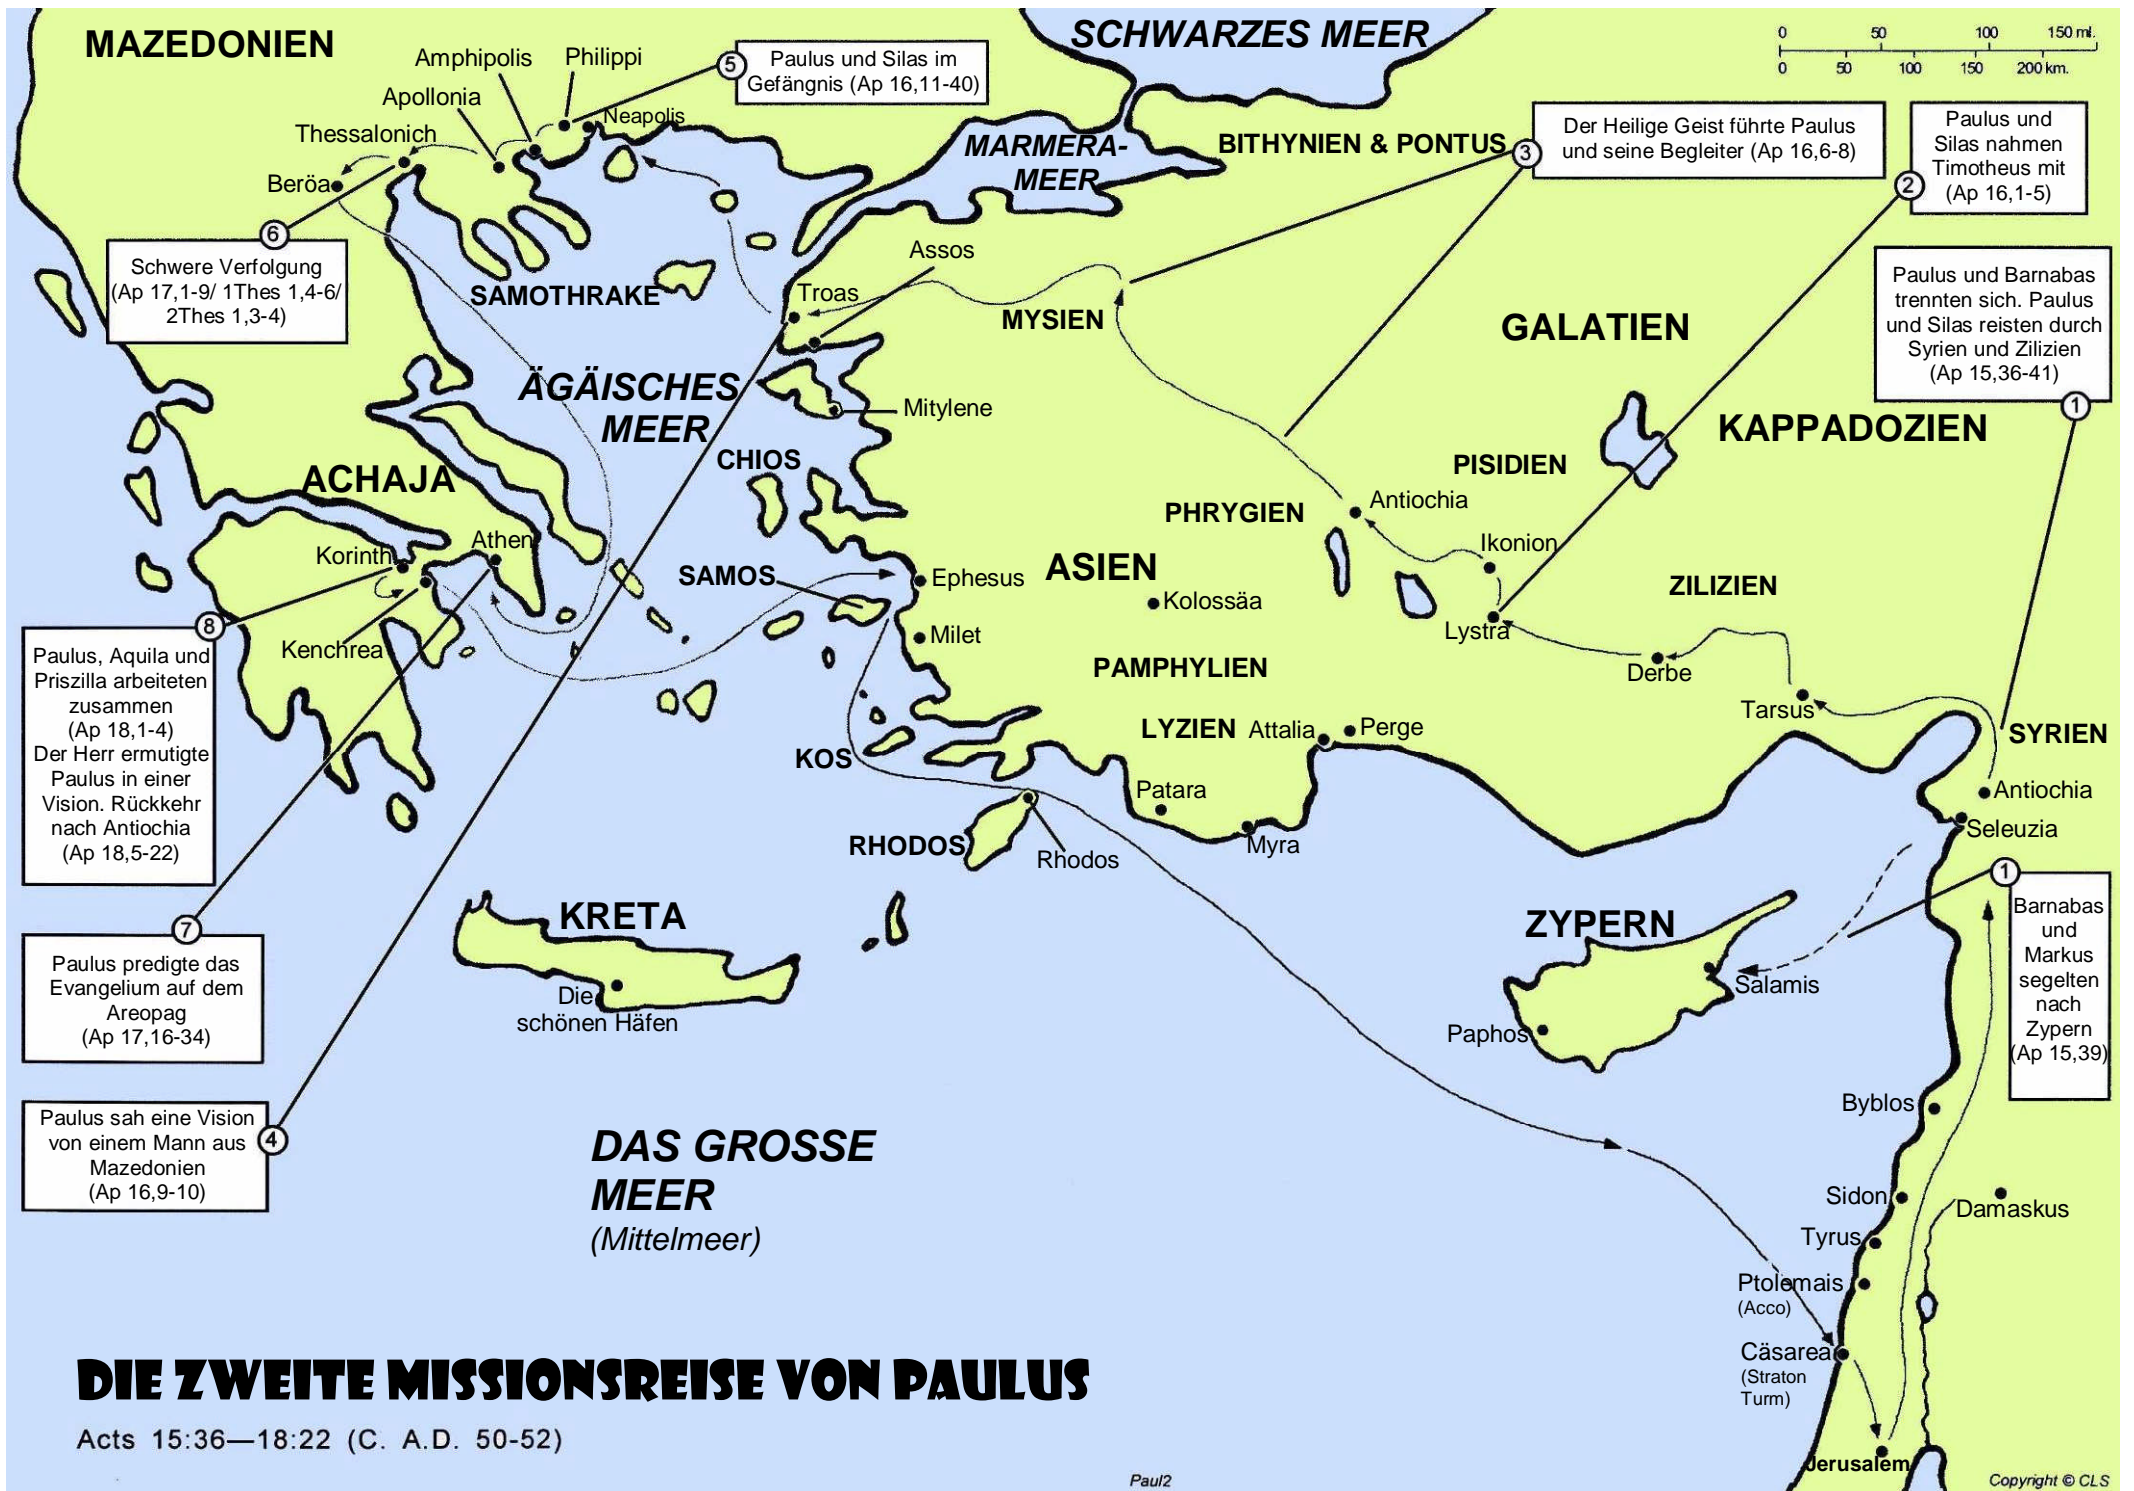 MAZEDONIEN
SCHWARZES MEER
0 50 100 150 ml.
0 50 100 150 200 km.
Amphipolis
Philippi
5
Paulus und Silas im
Gefängnis (Ap 16,11-40)
Apollonia
Neapolis
Thessalonich
Beröa
MARMERA-
MEER
BITHYNIEN & PONTUS
3
Der Heilige Geist führte Paulus
und seine Begleiter (Ap 16,6-8)
2
Paulus und
Silas nahmen
Timotheus mit
(Ap 16,1-5)
6
Schwere Verfolgung
(Ap 17,1-9/ 1Thes 1,4-6/
2Thes 1,3-4)
SAMOTHRAKE
Assos
Troas
MYSIEN
GALATIEN
Paulus und Barnabas
trennten sich. Paulus
und Silas reisten durch
Syrien und Zilizien
(Ap 15,36-41)
1
ÄGÄISCHES
MEER
Mitylene
KAPPADOZIEN
CHIOS
PISIDIEN
ACHAJA
PHRYGIEN
Antiochia
Korinth
Athen
Ikonion
SAMOS
Ephesus
ASIEN
Kolossäa
ZILIZIEN
Lystra
Milet
Kenchrea
PAMPHYLIEN
Derbe
Tarsus
8
Paulus, Aquila und
Priszilla arbeiteten
zusammen
(Ap 18,1-4)
Der Herr ermutigte
Paulus in einer
Vision. Rückkehr
nach Antiochia
(Ap 18,5-22)
LYZIEN
Attalia
Perge
SYRIEN
KOS
Patara
Antiochia
Seleuzia
RHODOS
Rhodos
Myra
KRETA
Die
schönen Häfen
ZYPERN
Salamis
Paphos
1
Barnabas
und
Markus
segelten
nach
Zypern
(Ap 15,39)
7
Paulus predigte das
Evangelium auf dem
Areopag
(Ap 17,16-34)
4
Paulus sah eine Vision
von einem Mann aus
Mazedonien
(Ap 16,9-10)
DAS GROSSE
MEER
(Mittelmeer)
Byblos
Sidon
Damaskus
Tyrus
Ptolemais
(Acco)
Cäsarea
(Straton
Turm)
Jerusalem
DIE ZWEITE MISSIONSREISE VON PAULUS
Acts 15:36—18:22 (C. A.D. 50-52)
Paul2
Copyright © CLS